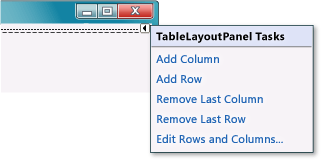 TableLayoutPanel Tasks
Add Column
Add Row
Remove Last Column
Remove Last Row
Edit Rows and Columns...